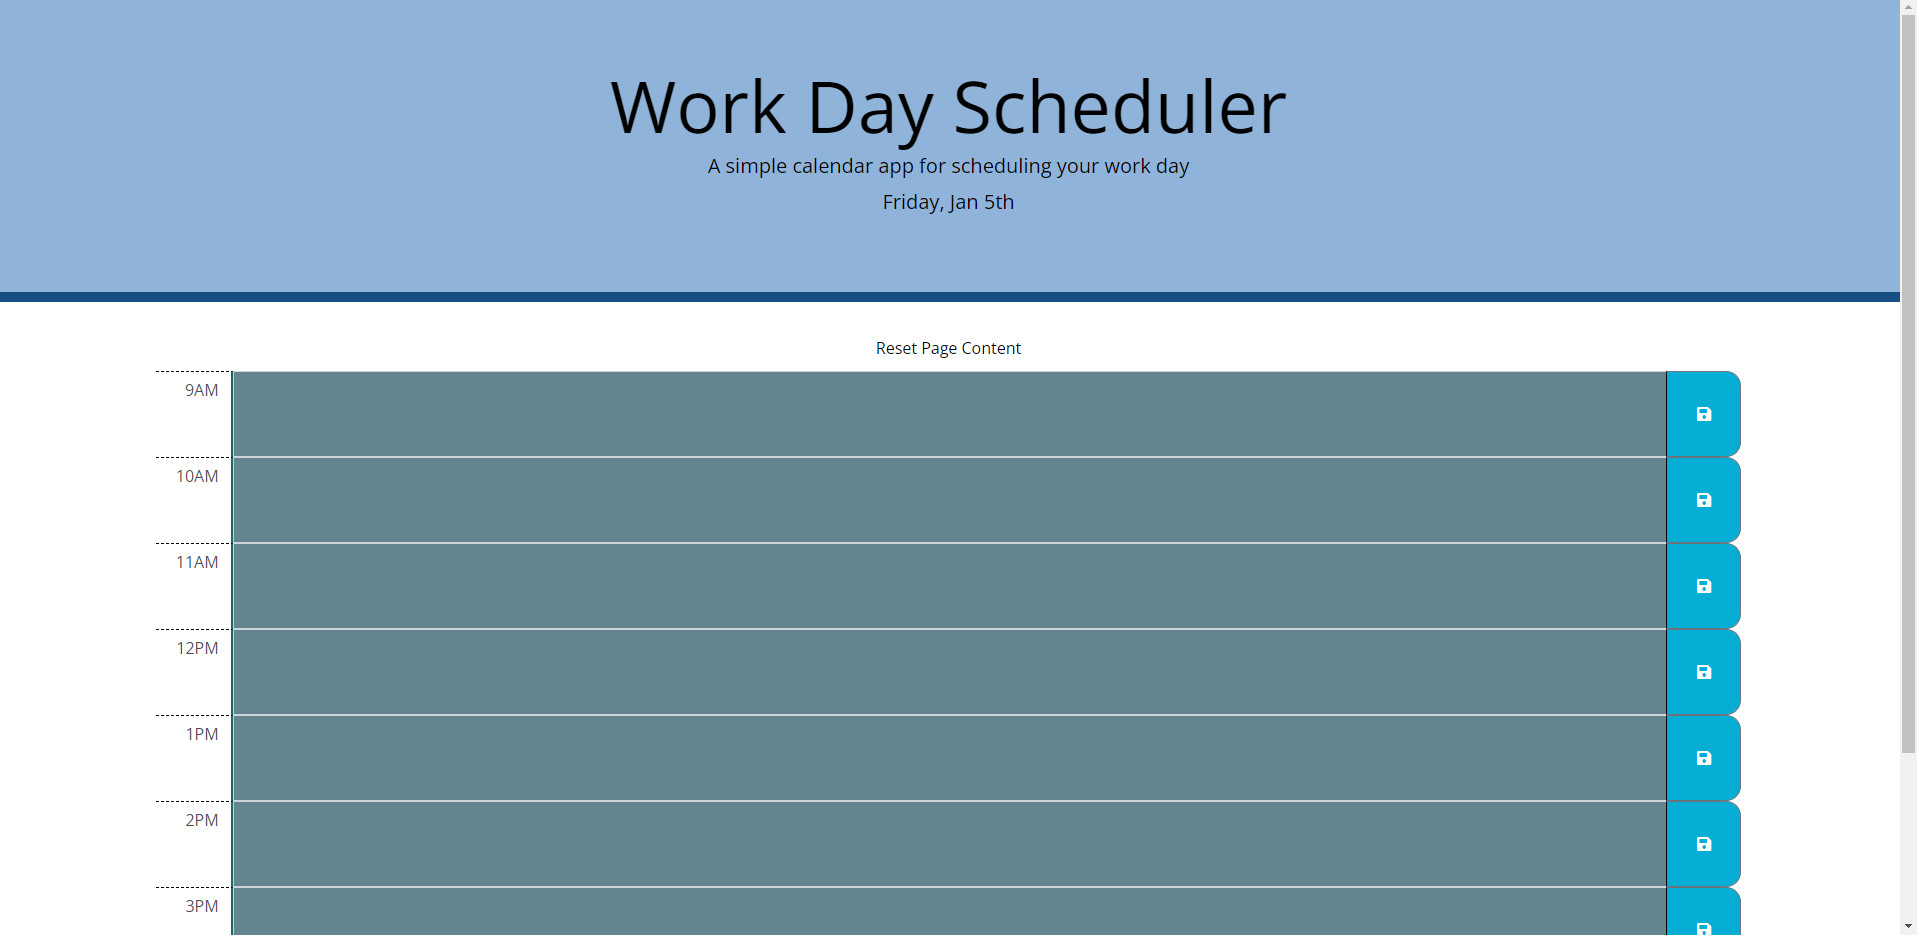 Work Day Scheduler
A simple calendar app for scheduling your work day
Friday, Jan 5th
Reset Page Content
9AM
10AM
11AM
12PM
1PM
2PM
3PM